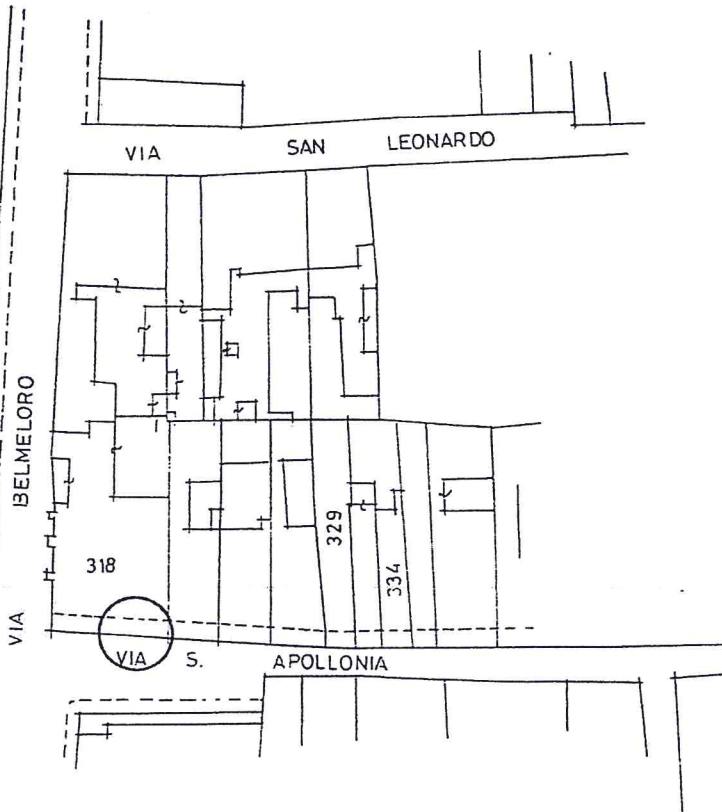 VIA SAN LEONARDO
VIA BELMELORO
318
329
334
VIA S. APOLLONIA